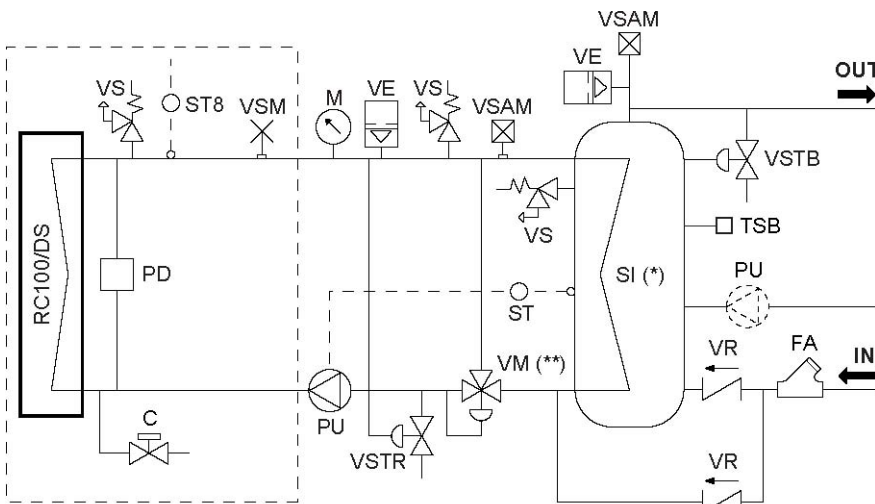 VSAM
VE
OUT
VS
ST8
VSM
M
VE
VS
VSAM
VSTB
RC100/DS
VS
TSB
PD
SI (*)
PU
ST
VR
FA
IN
VM (**)
C
PU
VSTR
VR